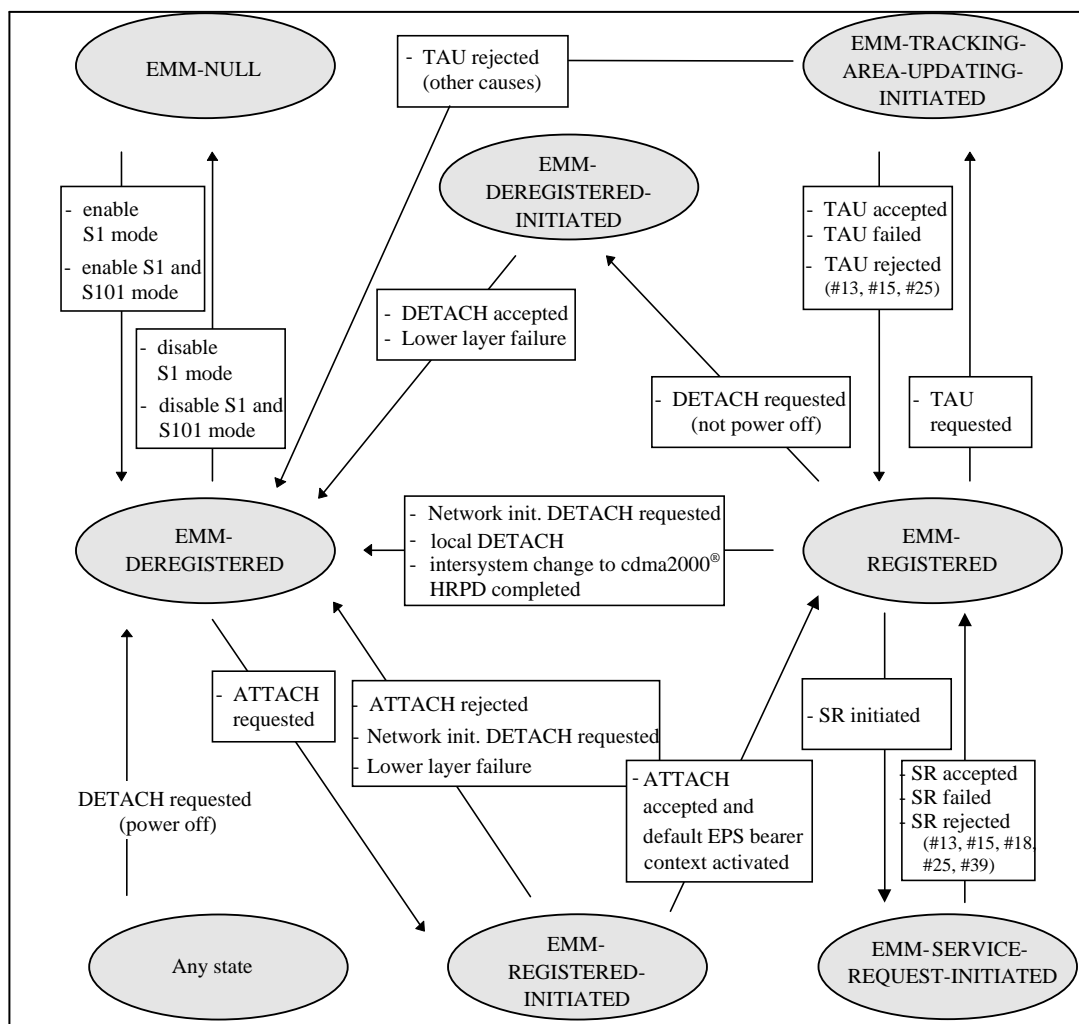 EMM-NULL
- TAU rejected
(other causes)
EMM-TRACKING-
AREA-UPDATING-
INITIATED
EMM-
DEREGISTERED-
INITIATED
- enable
S1 mode
- enable S1 and
S101 mode
- TAU accepted
- TAU failed
- TAU rejected
(#13, #15, #25)
- DETACH accepted
- Lower layer failure
- disable
S1 mode
- disable S1 and
S101 mode
- DETACH requested
(not power off)
- TAU
requested
EMM-
DEREGISTERED
- Network init. DETACH requested
- local DETACH
- intersystem change to cdma2000®
HRPD completed
EMM-
REGISTERED
- ATTACH
requested
- ATTACH rejected
- Network init. DETACH requested
- Lower layer failure
- SR initiated
DETACH requested
(power off)
- ATTACH
accepted and
default EPS bearer
context activated
- SR accepted
- SR failed
- SR rejected
(#13, #15, #18,
#25, #39)
Any state
EMM-
REGISTERED-
INITIATED
EMM-SERVICE-
REQUEST-INITIATED